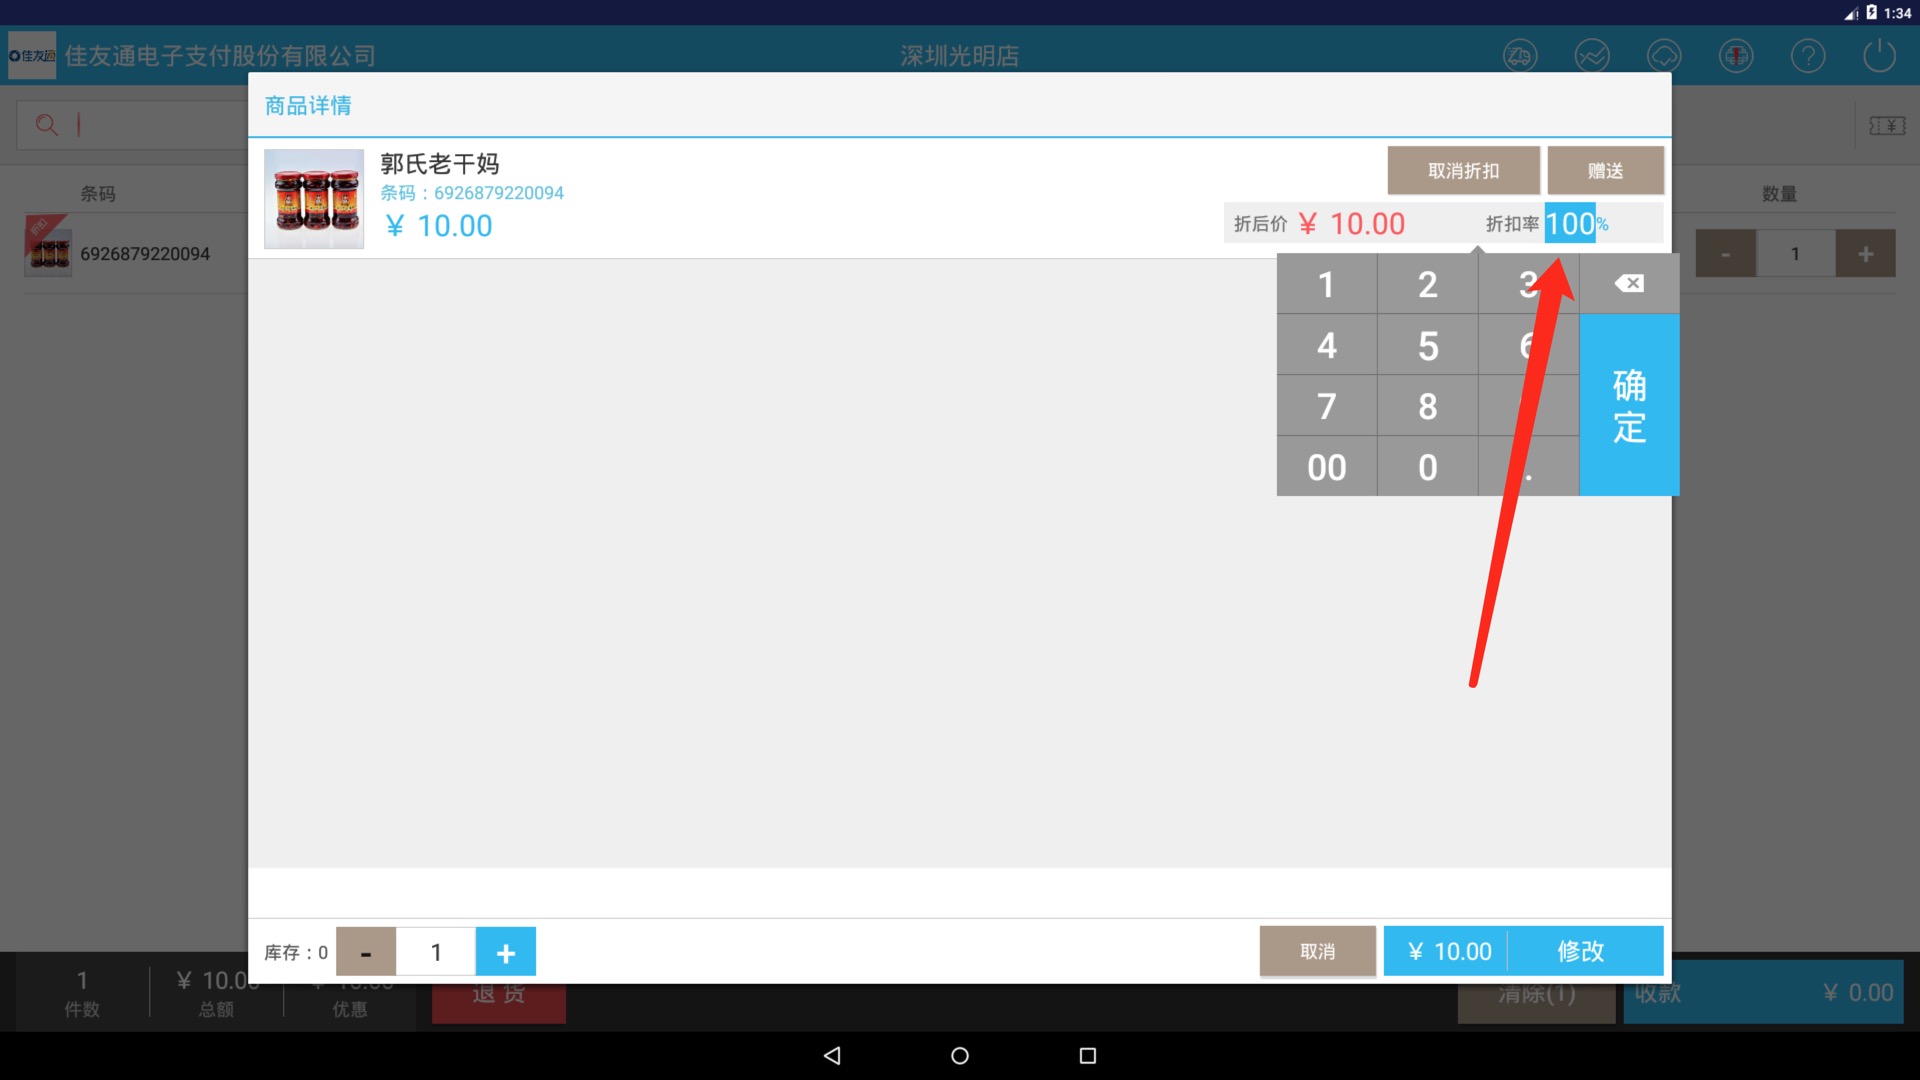 1:34
佳友通
佳友通电子支付股份有限公司
深圳光明店
商品详情
条码
数量
郭氏老干妈
条码：6926879220094
¥ 10.00
取消折扣
赠送
折后价 ¥ 10.00
折扣率 100%
折扣
6926879220094
- 1 +
1 2 3
4 5 6
7 8
00 0 .
确定
库存：0 - 1 +
取消
¥ 10.00 修改
1
件数
¥ 10.00
总额
¥ 10.00
优惠
退货
清除(1)
收款 ¥ 0.00